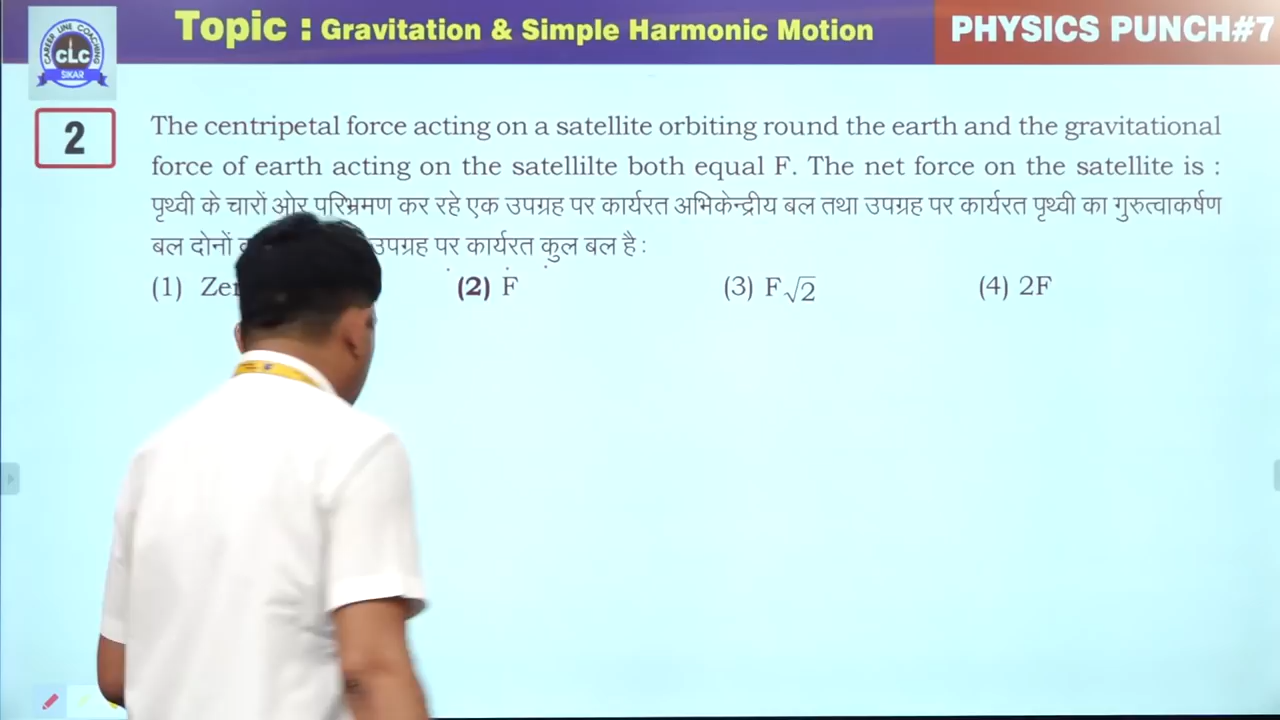 Topic : Gravitation & Simple Harmonic Motion
PHYSICS PUNCH#7
CAREER LINE COACHING
CLC
SIKAR
2
The centripetal force acting on a satellite orbiting round the earth and the gravitational
force of earth acting on the satellilte both equal F. The net force on the satellite is :
पृथ्वी के चारों ओर परिभ्रमण कर रहे एक उपग्रह पर कार्यरत अभिकेन्द्रीय बल तथा उपग्रह पर कार्यरत पृथ्वी का गुरुत्वाकर्षण
बल दोनों उपग्रह पर कार्यरत कुल बल है :
(1) (2) F (3) F√2 (4) 2F